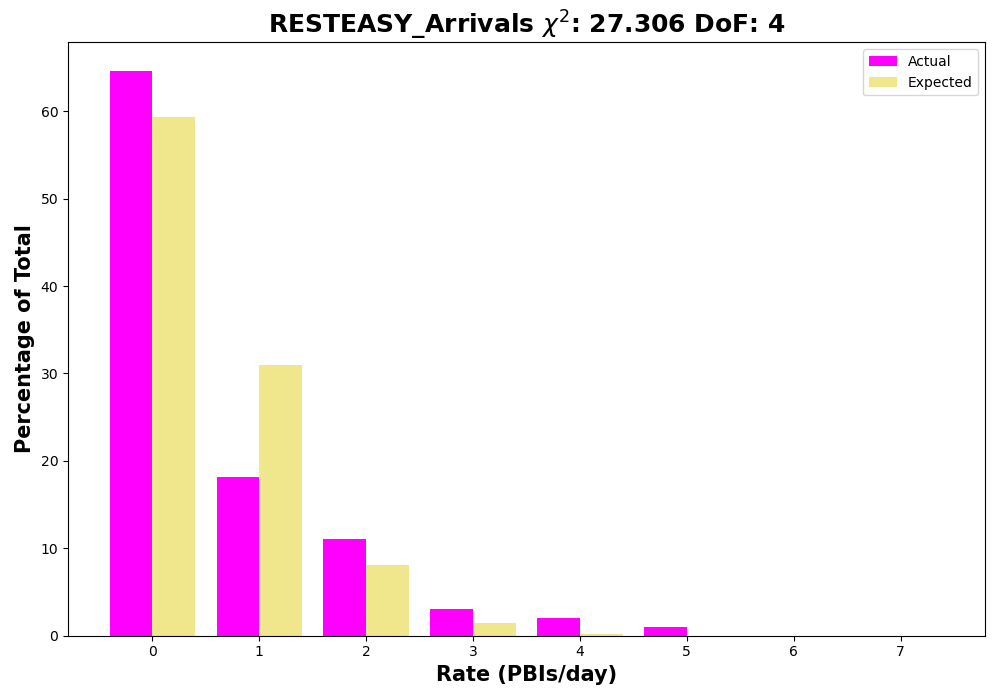 RESTEASY_Arrivals χ²: 27.306 DoF: 4
Actual
Expected
Percentage of Total
60
50
40
30
20
10
0
0 1 2 3 4 5 6 7
Rate (PBIs/day)